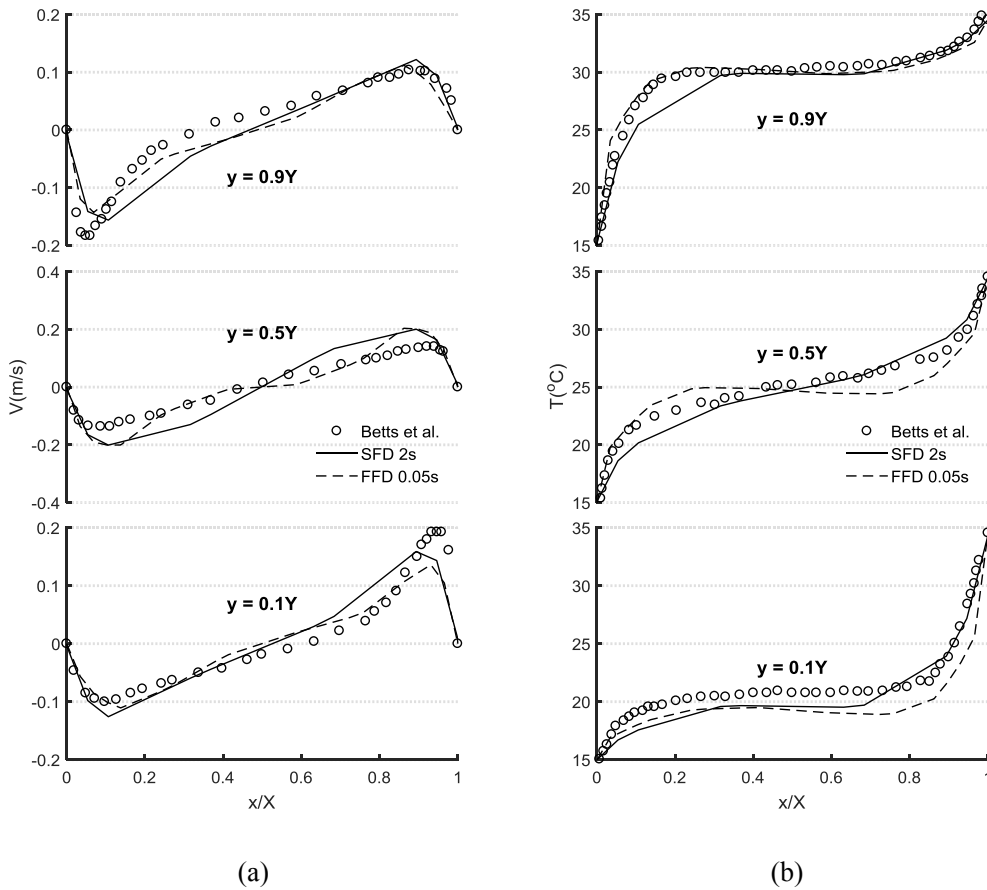 0.2
0.1
0
-0.1
-0.2
y = 0.9Y
35
30
25
20
15
y = 0.9Y
V(m/s)
0.4
0.2
0
-0.2
-0.4
y = 0.5Y
Betts et al.
SFD 2s
FFD 0.05s
T(°C)
35
30
25
20
15
y = 0.5Y
Betts et al.
SFD 2s
FFD 0.05s
0.2
0.1
0
-0.1
-0.2
y = 0.1Y
0 0.2 0.4 0.6 0.8 1
x/X
35
30
25
20
15
y = 0.1Y
0 0.2 0.4 0.6 0.8 1
x/X
(a) (b)